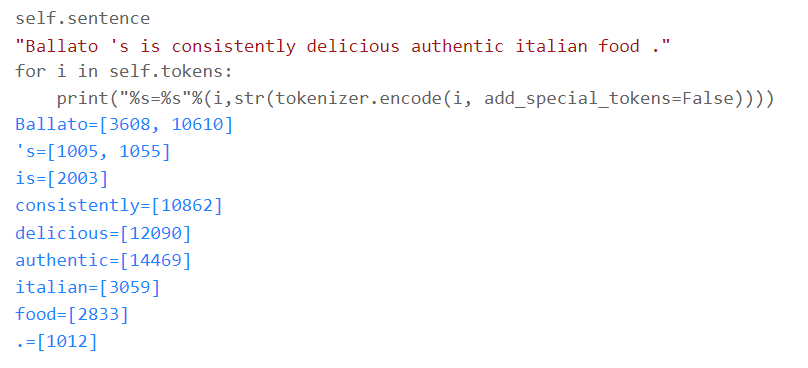 self.sentence
"Ballato 's is consistently delicious authentic italian food ."
for i in self.tokens:
    print("%s=%s"%(i,str(tokenizer.encode(i, add_special_tokens=False))))
Ballato=[3608, 10610]
's=[1005, 1055]
is=[2003]
consistently=[10862]
delicious=[12090]
authentic=[14469]
italian=[3059]
food=[2833]
.=[1012]